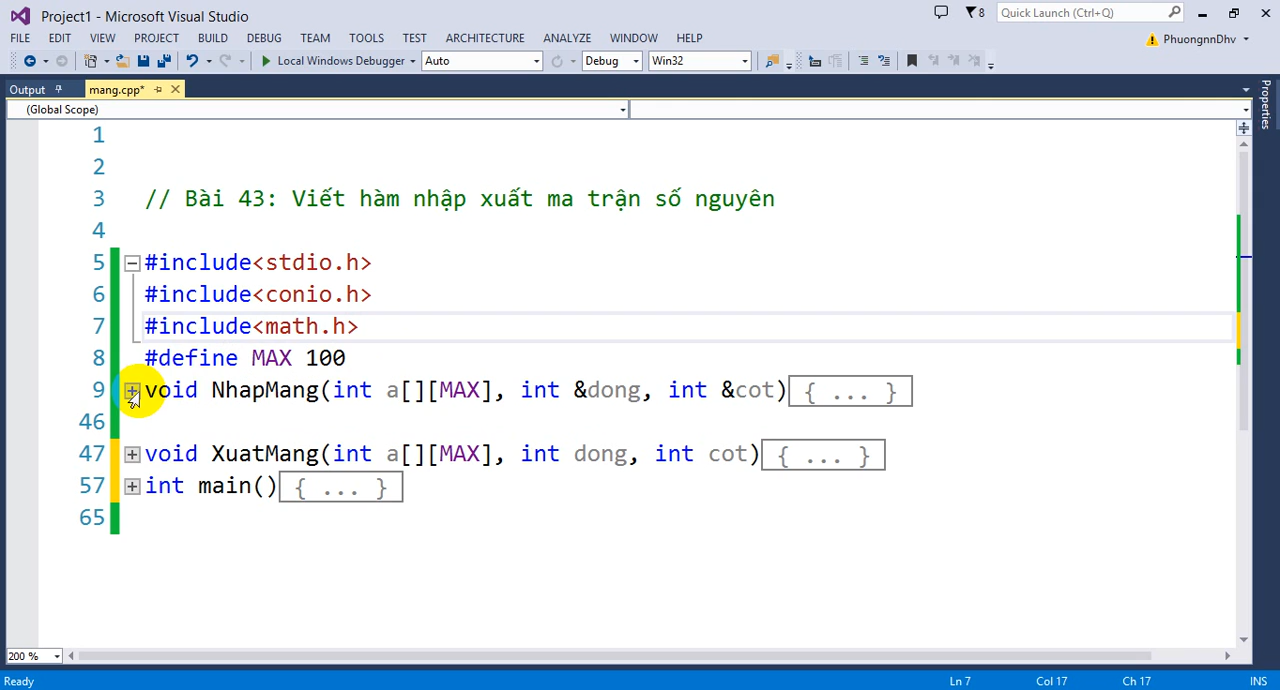 Project1 - Microsoft Visual Studio
8
Quick Launch (Ctrl+Q)
FILE EDIT VIEW PROJECT BUILD DEBUG TEAM TOOLS TEST ARCHITECTURE ANALYZE WINDOW HELP
PhuongnnDhv
Local Windows Debugger Auto Debug Win32
Output mang.cpp*
Properties
(Global Scope)
1
2
3 // Bài 43: Viết hàm nhập xuất ma trận số nguyên
4
5 #include<stdio.h>
6 #include<conio.h>
7 #include<math.h>
8 #define MAX 100
9 void NhapMang(int a[][MAX], int &dong, int &cot){ ... }
46
47 void XuatMang(int a[][MAX], int dong, int cot){ ... }
57 int main(){ ... }
65
200 %
Ready Ln 7 Col 17 Ch 17 INS